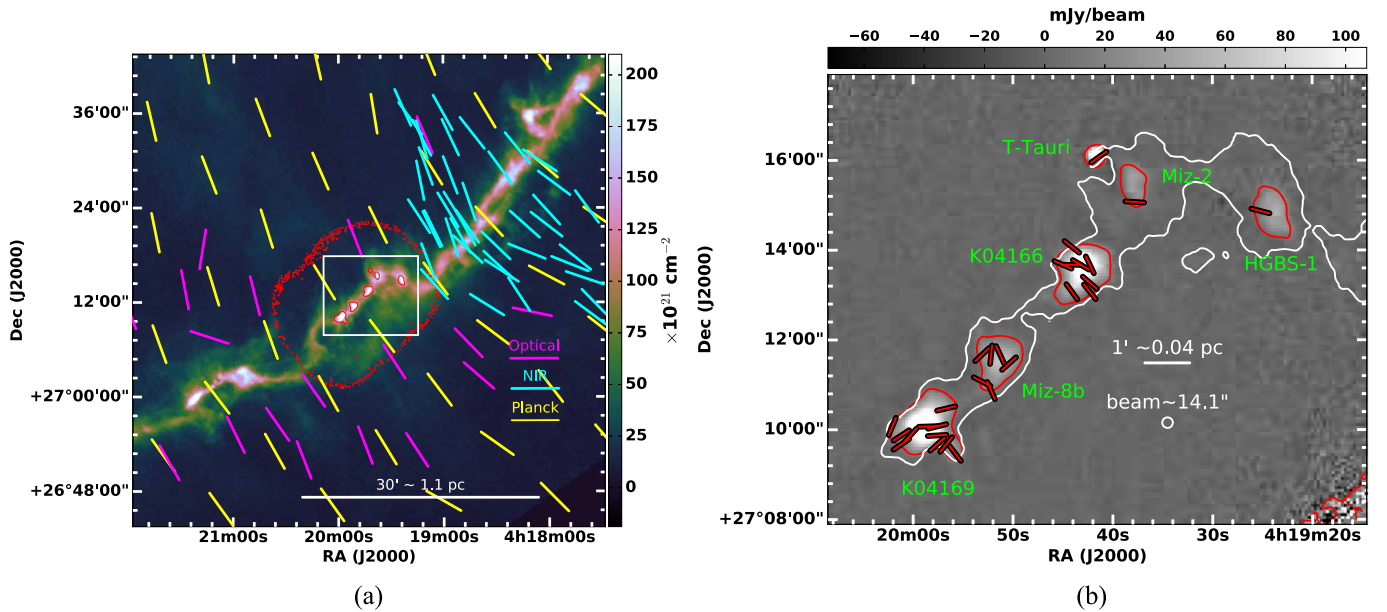 mJy/beam
−60 −40 −20 0 20 40 60 80 100
200
175
150
125
100
75
50
25
0
×10²¹ cm⁻²
36'00"
24'00"
12'00"
+27°00'00"
+26°48'00"
Dec (J2000)
Optical
NIR
Planck
30' ~ 1.1 pc
21m00s 20m00s 19m00s 4h18m00s
RA (J2000)
(a)
16'00"
14'00"
12'00"
10'00"
+27°08'00"
Dec (J2000)
T-Tauri
Miz-2
K04166
HGBS-1
1' ~0.04 pc
Miz-8b
beam~14.1"
K04169
20m00s 50s 40s 30s 4h19m20s
RA (J2000)
(b)